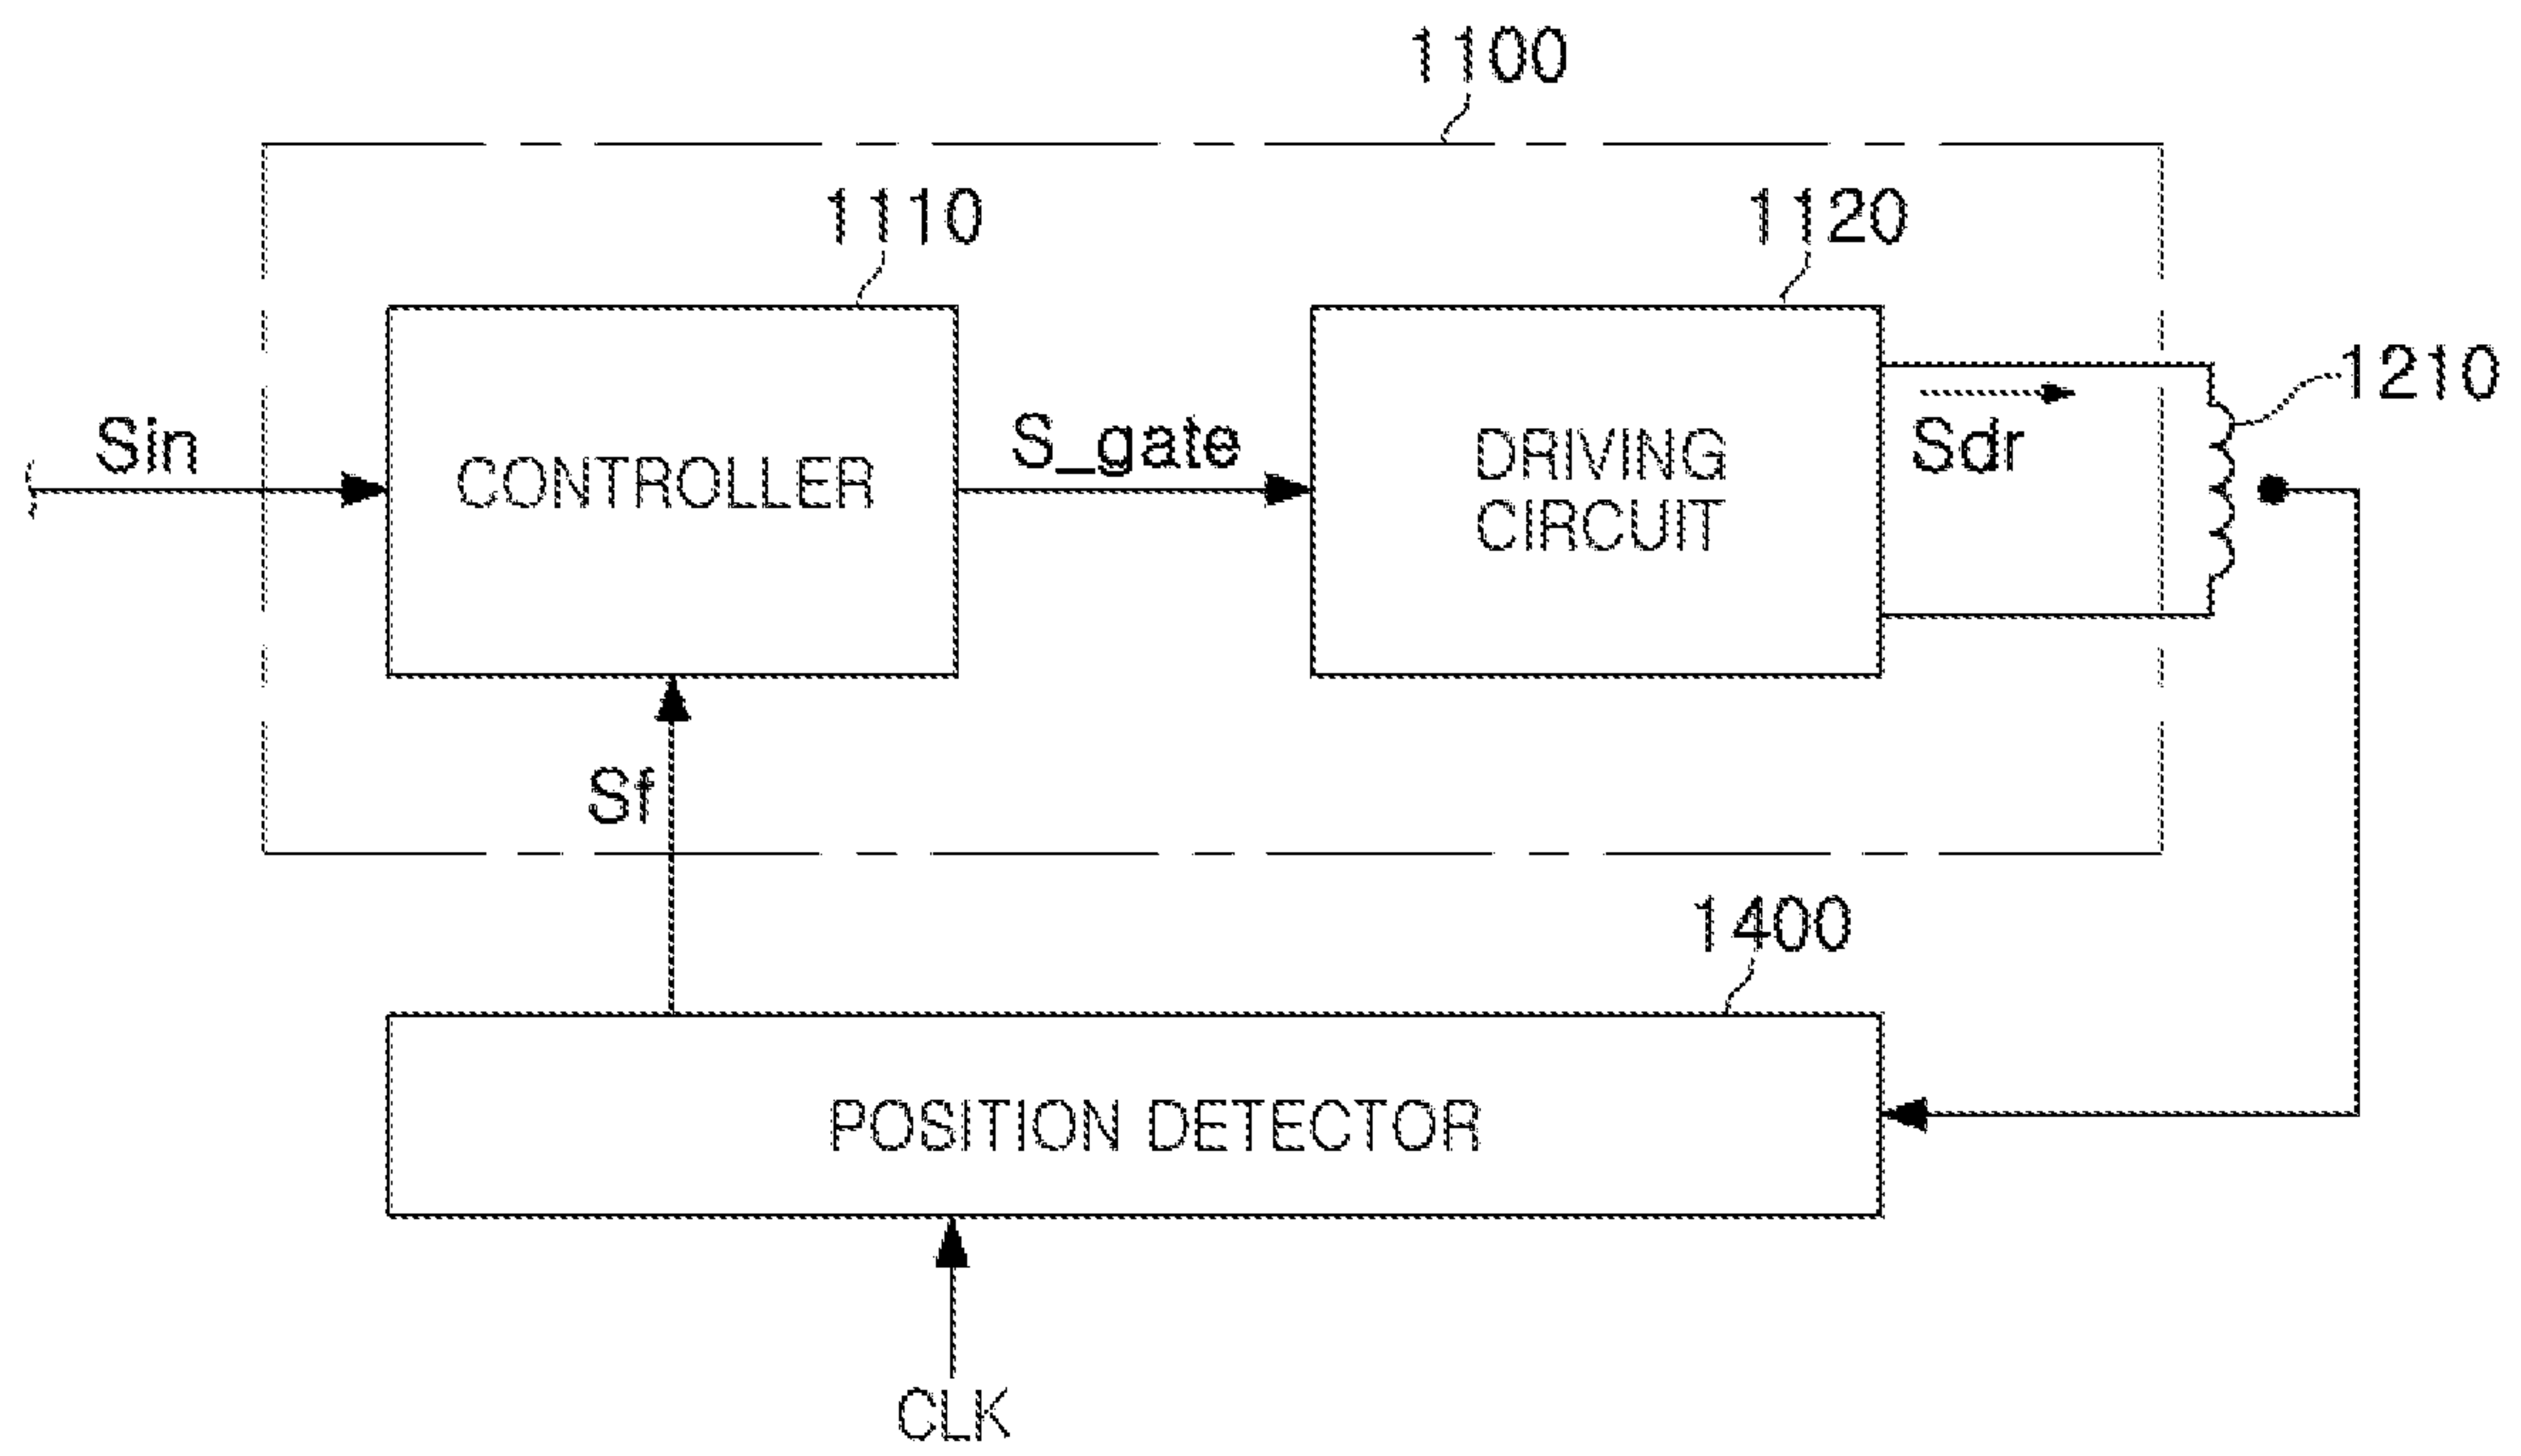 1100
1110
1120
1210
Sin
CONTROLLER
S_gate
DRIVING
CIRCUIT
Sdr
Sf
1400
POSITION DETECTOR
CLK